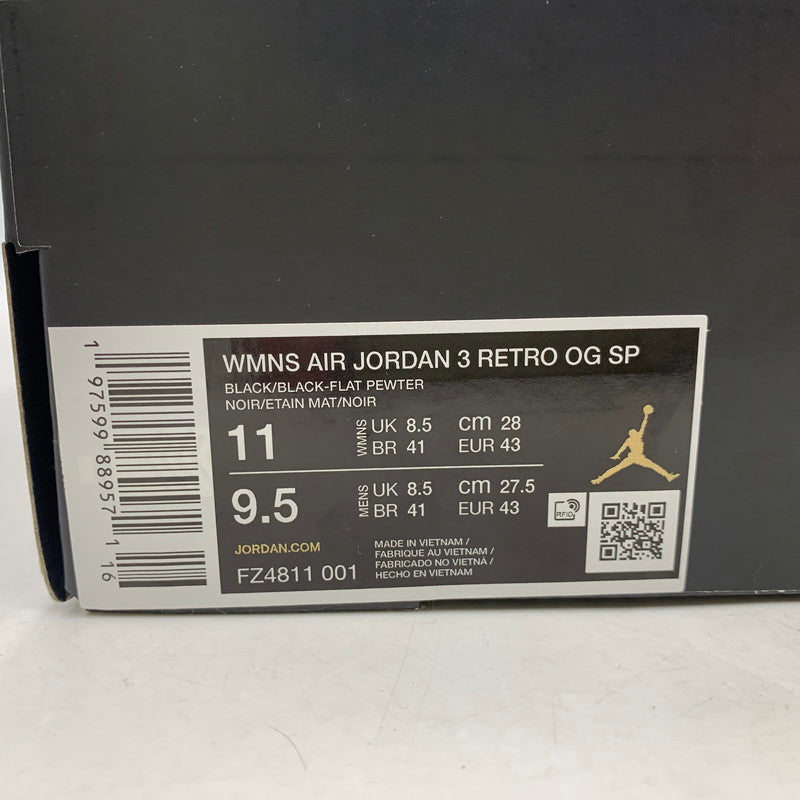 1 97599 88957 1 16
WMNS AIR JORDAN 3 RETRO OG SP
BLACK/BLACK-FLAT PEWTER
NOIR/ETAIN MAT/NOIR
11 WMNS UK 8.5 cm 28
BR 41 EUR 43
9.5 MENS UK 8.5 cm 27.5
BR 41 EUR 43
RFID
JORDAN.COM
FZ4811 001
MADE IN VIETNAM /
FABRIQUE AU VIETNAM /
FABRICADO NO VIETNÃ /
HECHO EN VIETNAM